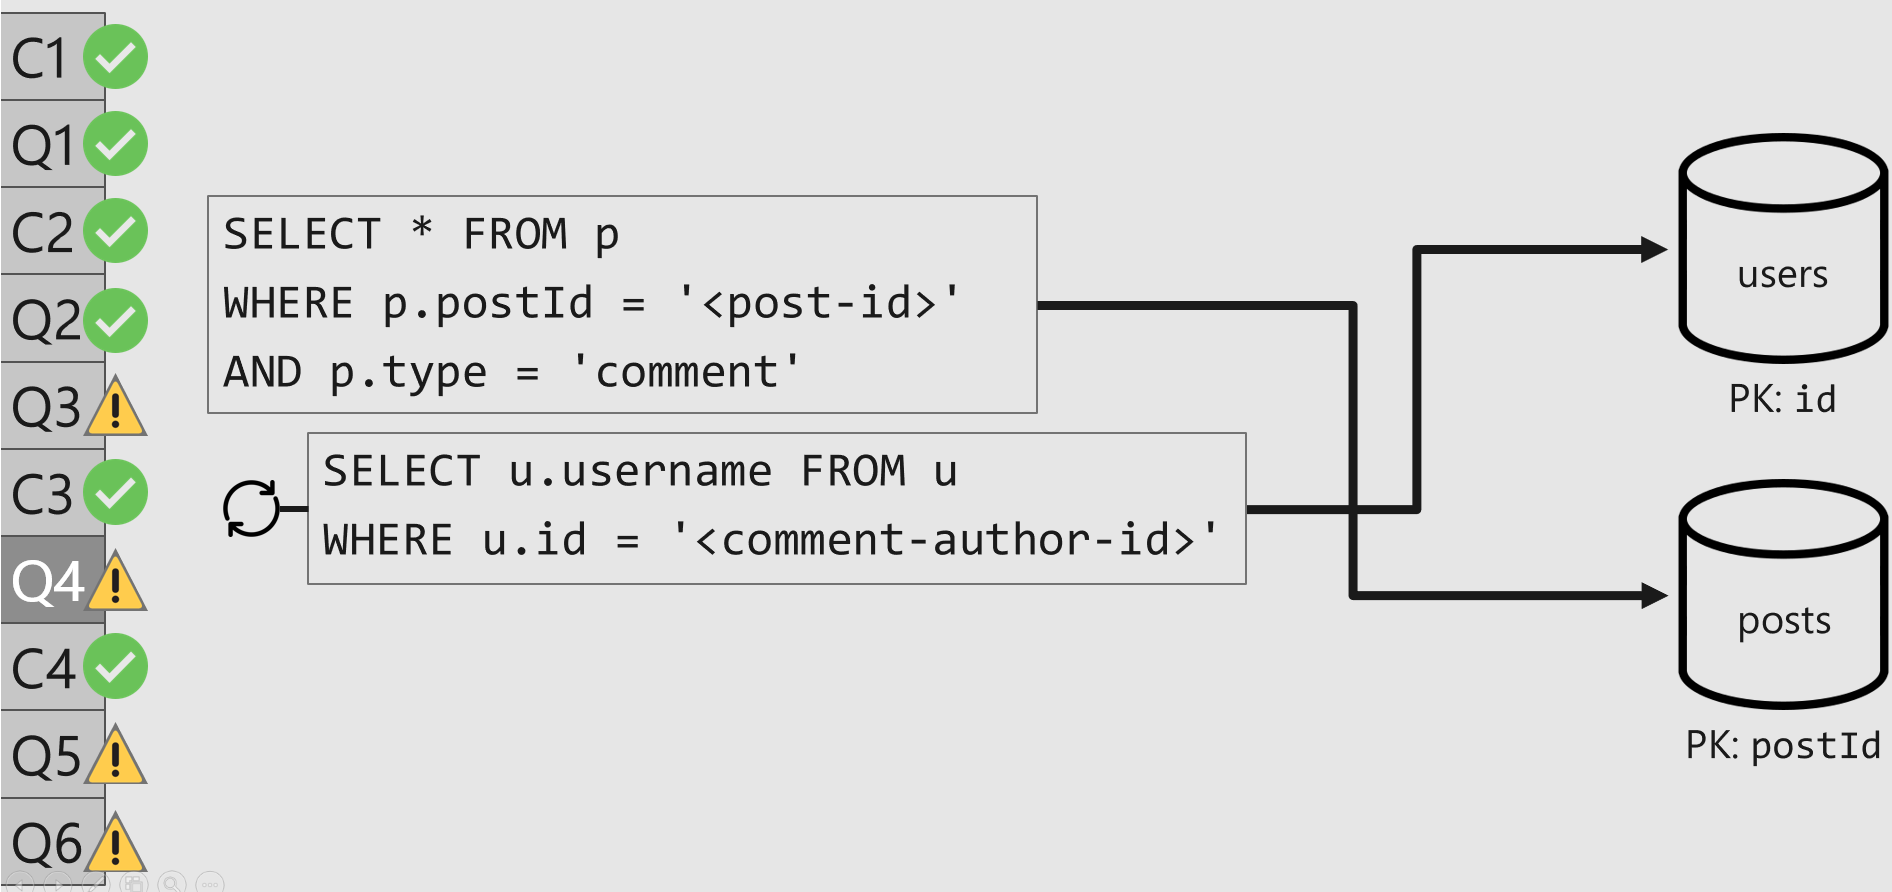 C1
Q1
C2
Q2
Q3
C3
Q4
C4
Q5
Q6
SELECT * FROM p
WHERE p.postId = '<post-id>'
AND p.type = 'comment'
SELECT u.username FROM u
WHERE u.id = '<comment-author-id>'
users
PK: id
posts
PK: postId